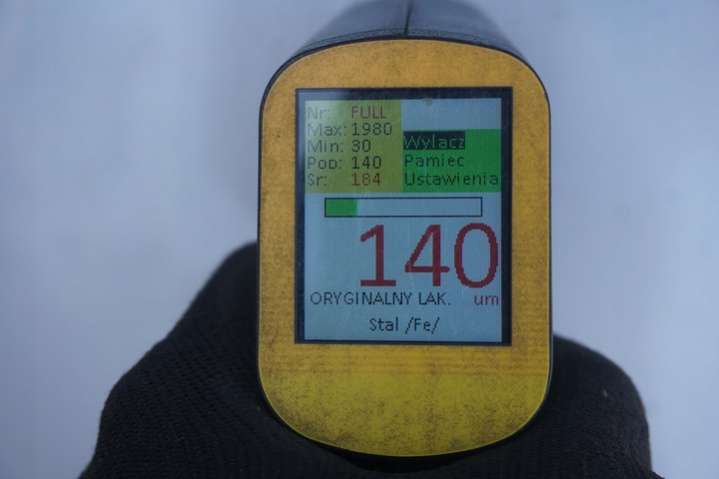 Nr: FULL
Max: 1980
Min: 30
Pop: 140
Sr: 184
Wylacz
Pamiec
Ustawienia
140
ORYGINALNY LAK. um
Stal /Fe/